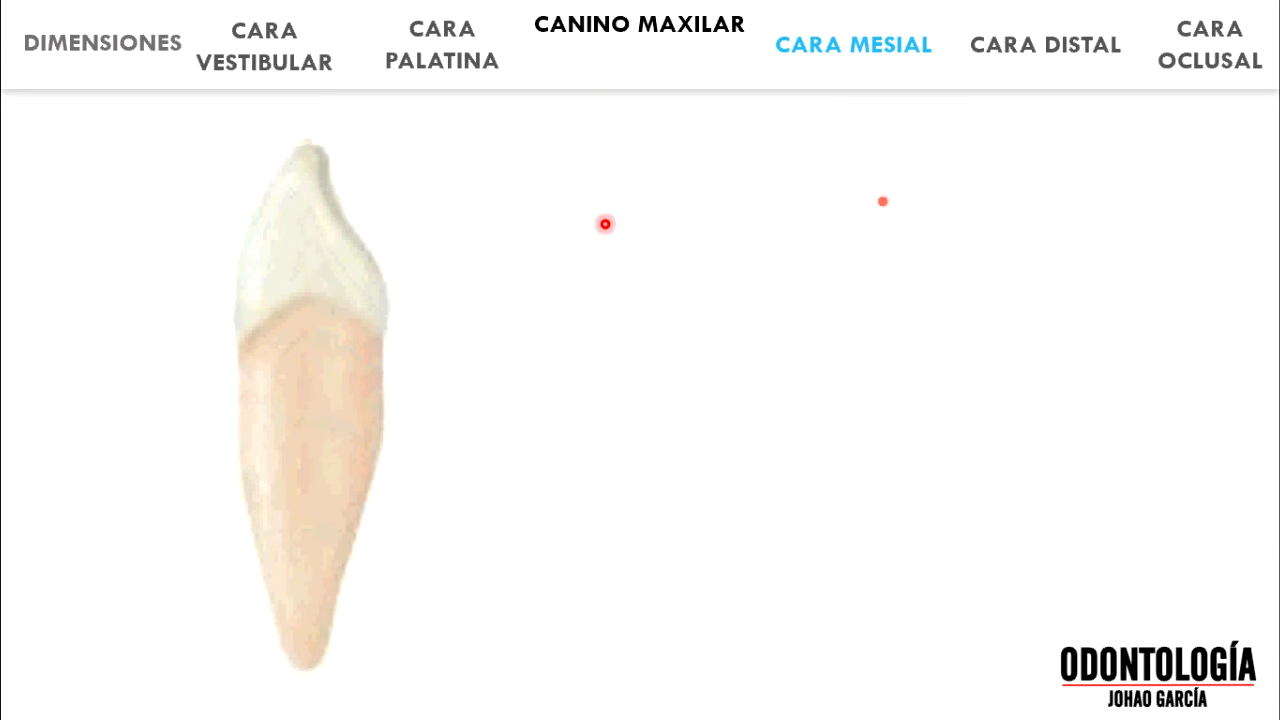 DIMENSIONES
CARA
VESTIBULAR
CARA
PALATINA
CANINO MAXILAR
CARA MESIAL
CARA DISTAL
CARA
OCLUSAL
ODONTOLOGÍA
JOHAO GARCÍA